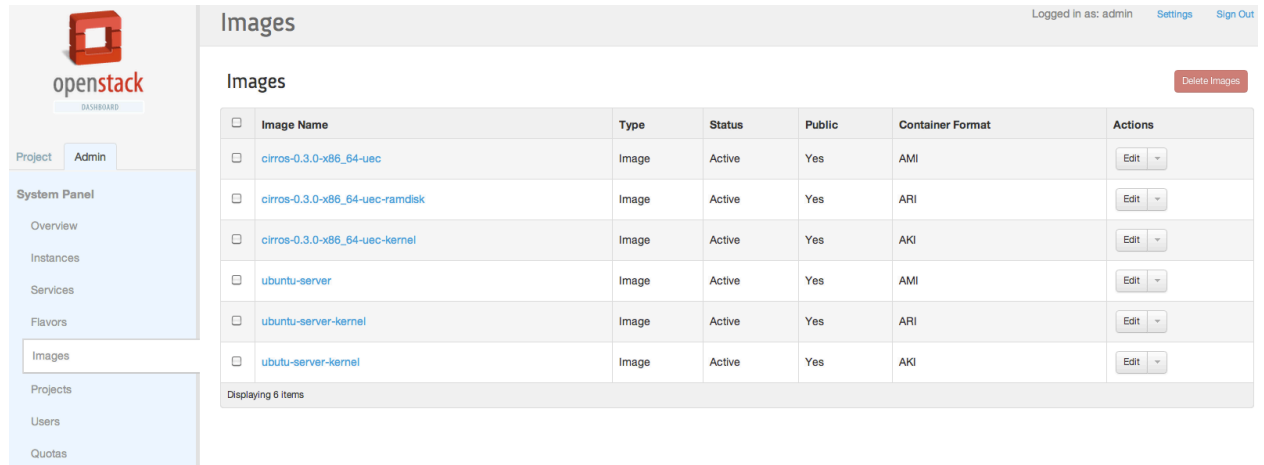 openstack
DASHBOARD
Project Admin
System Panel
Overview
Instances
Services
Flavors
Images
Projects
Users
Quotas
Images
Logged in as: admin Settings Sign Out
Images
Delete Images
Image Name Type Status Public Container Format Actions
cirros-0.3.0-x86_64-uec Image Active Yes AMI Edit
cirros-0.3.0-x86_64-uec-ramdisk Image Active Yes ARI Edit
cirros-0.3.0-x86_64-uec-kernel Image Active Yes AKI Edit
ubuntu-server Image Active Yes AMI Edit
ubuntu-server-kernel Image Active Yes ARI Edit
ubutu-server-kernel Image Active Yes AKI Edit
Displaying 6 items